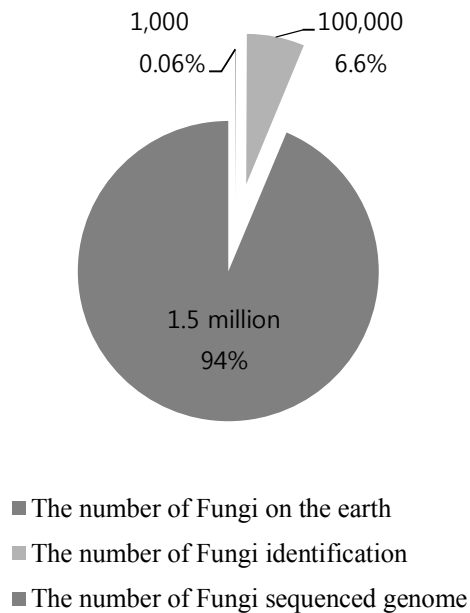 1,000
0.06%
100,000
6.6%
1.5 million
94%
The number of Fungi on the earth
The number of Fungi identification
The number of Fungi sequenced genome